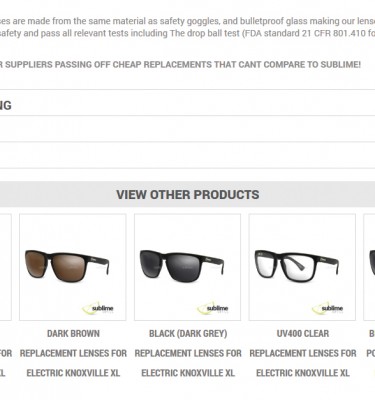 es are made from the same material as safety goggles, and bulletproof glass making our lens
safety and pass all relevant tests including The drop ball test (FDA standard 21 CFR 801.410 fo
R SUPPLIERS PASSING OFF CHEAP REPLACEMENTS THAT CANT COMPARE TO SUBLIME!
NG
VIEW OTHER PRODUCTS
sublime sublime sublime
DARK BROWN BLACK (DARK GREY) UV400 CLEAR B
FOR REPLACEMENT LENSES FOR REPLACEMENT LENSES FOR REPLACEMENT LENSES FOR PO
XL ELECTRIC KNOXVILLE XL ELECTRIC KNOXVILLE XL ELECTRIC KNOXVILLE XL